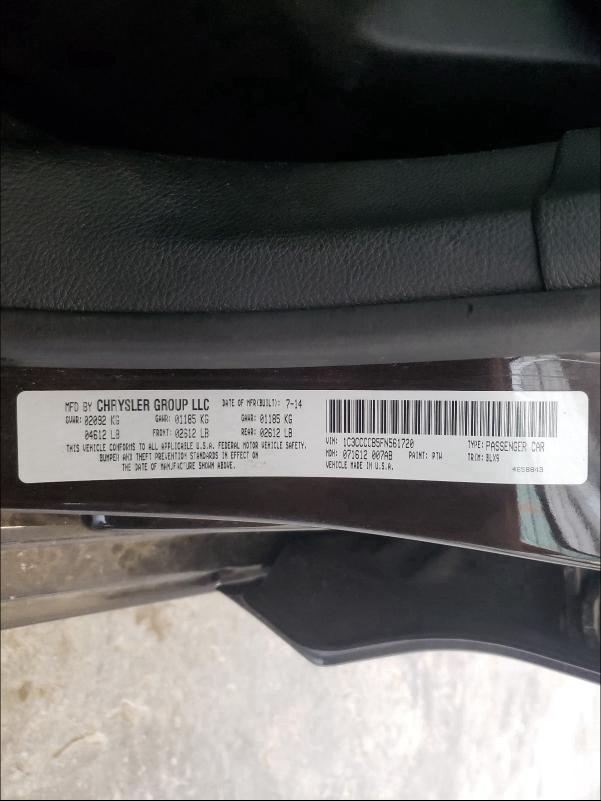 MFD BY CHRYSLER GROUP LLC DATE OF MFR(BUILT): 7-14
GVWR: 02092 KG GAWR: 01185 KG GAWR: 01185 KG
04612 LB FRONT: 02612 LB REAR: 02612 LB
THIS VEHICLE CONFORMS TO ALL APPLICABLE U.S.A. FEDERAL MOTOR VEHICLE SAFETY,
BUMPER AND THEFT PREVENTION STANDARDS IN EFFECT ON
THE DATE OF MANUFACTURE SHOWN ABOVE.
VIN: 1C3CCCCB5FN561720 TYPE: PASSENGER CAR
MDH: 071612 007AB PAINT: PTW TRIM: BLX9
VEHICLE MADE IN U.S.A. 4658843